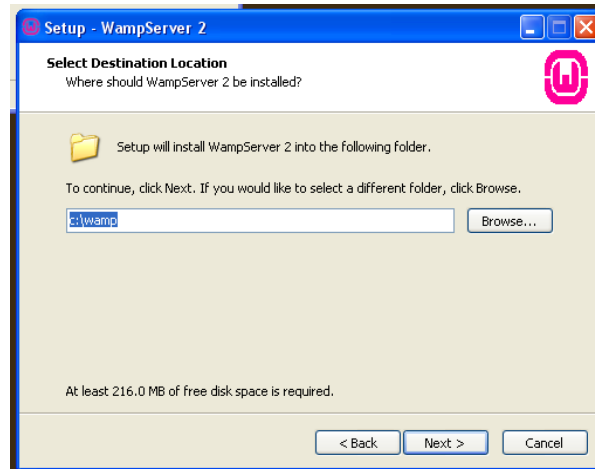 Setup - WampServer 2
Select Destination Location
Where should WampServer 2 be installed?
Setup will install WampServer 2 into the following folder.
To continue, click Next. If you would like to select a different folder, click Browse.
c:\wamp
Browse...
At least 216.0 MB of free disk space is required.
< Back
Next >
Cancel